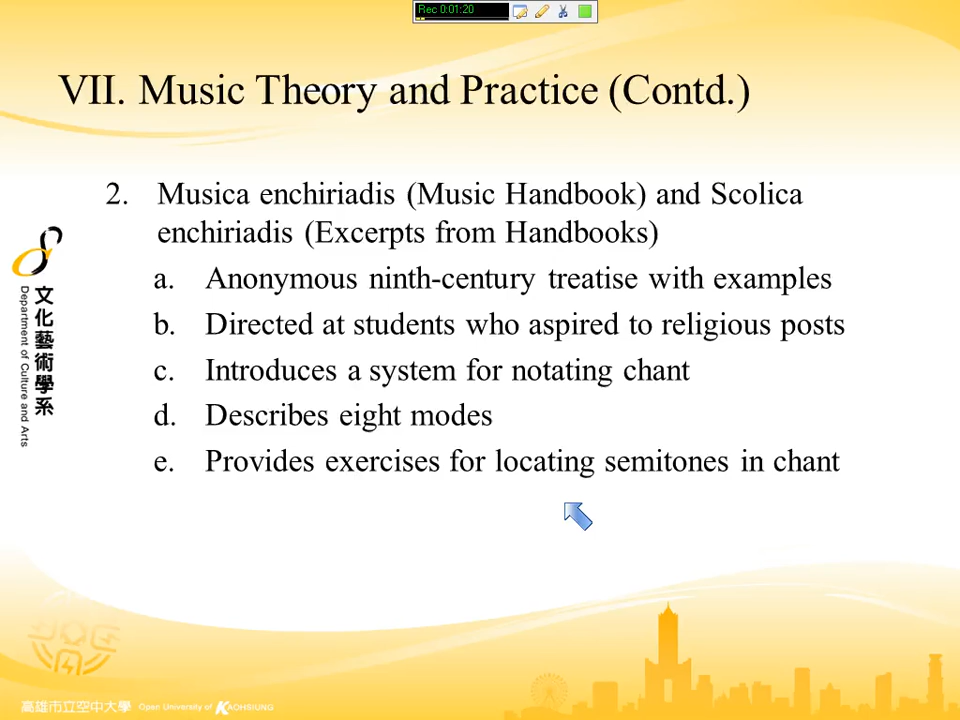 Rec 0:01:20
VII. Music Theory and Practice (Contd.)
2. Musica enchiriadis (Music Handbook) and Scolica
enchiriadis (Excerpts from Handbooks)
a. Anonymous ninth-century treatise with examples
b. Directed at students who aspired to religious posts
c. Introduces a system for notating chant
d. Describes eight modes
e. Provides exercises for locating semitones in chant
文化藝術學系
Department of Culture and Arts
高雄市立空中大學 Open University of KAOHSIUNG